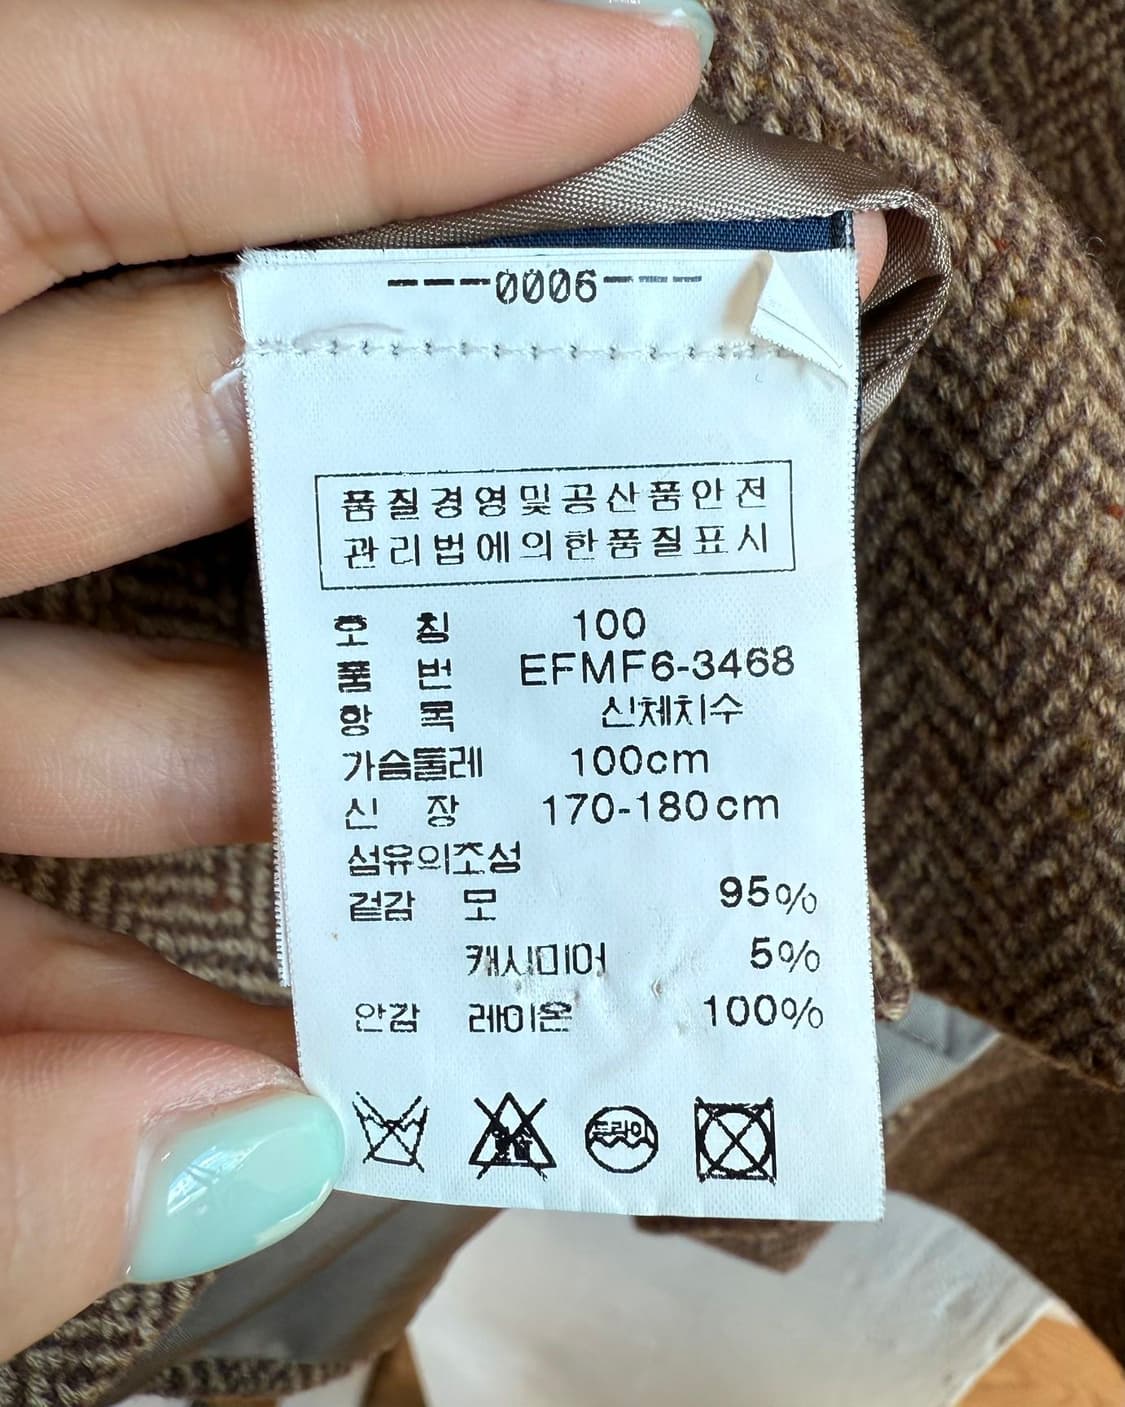 ----0006----
품질경영및공산품안전
관리법에의한품질표시
호 칭 100
품 번 EFMF6-3468
항 목 신체치수
가슴둘레 100cm
신 장 170-180cm
섬유의조성
겉감 모 95%
캐시미어 5%
안감 레이온 100%
드라이